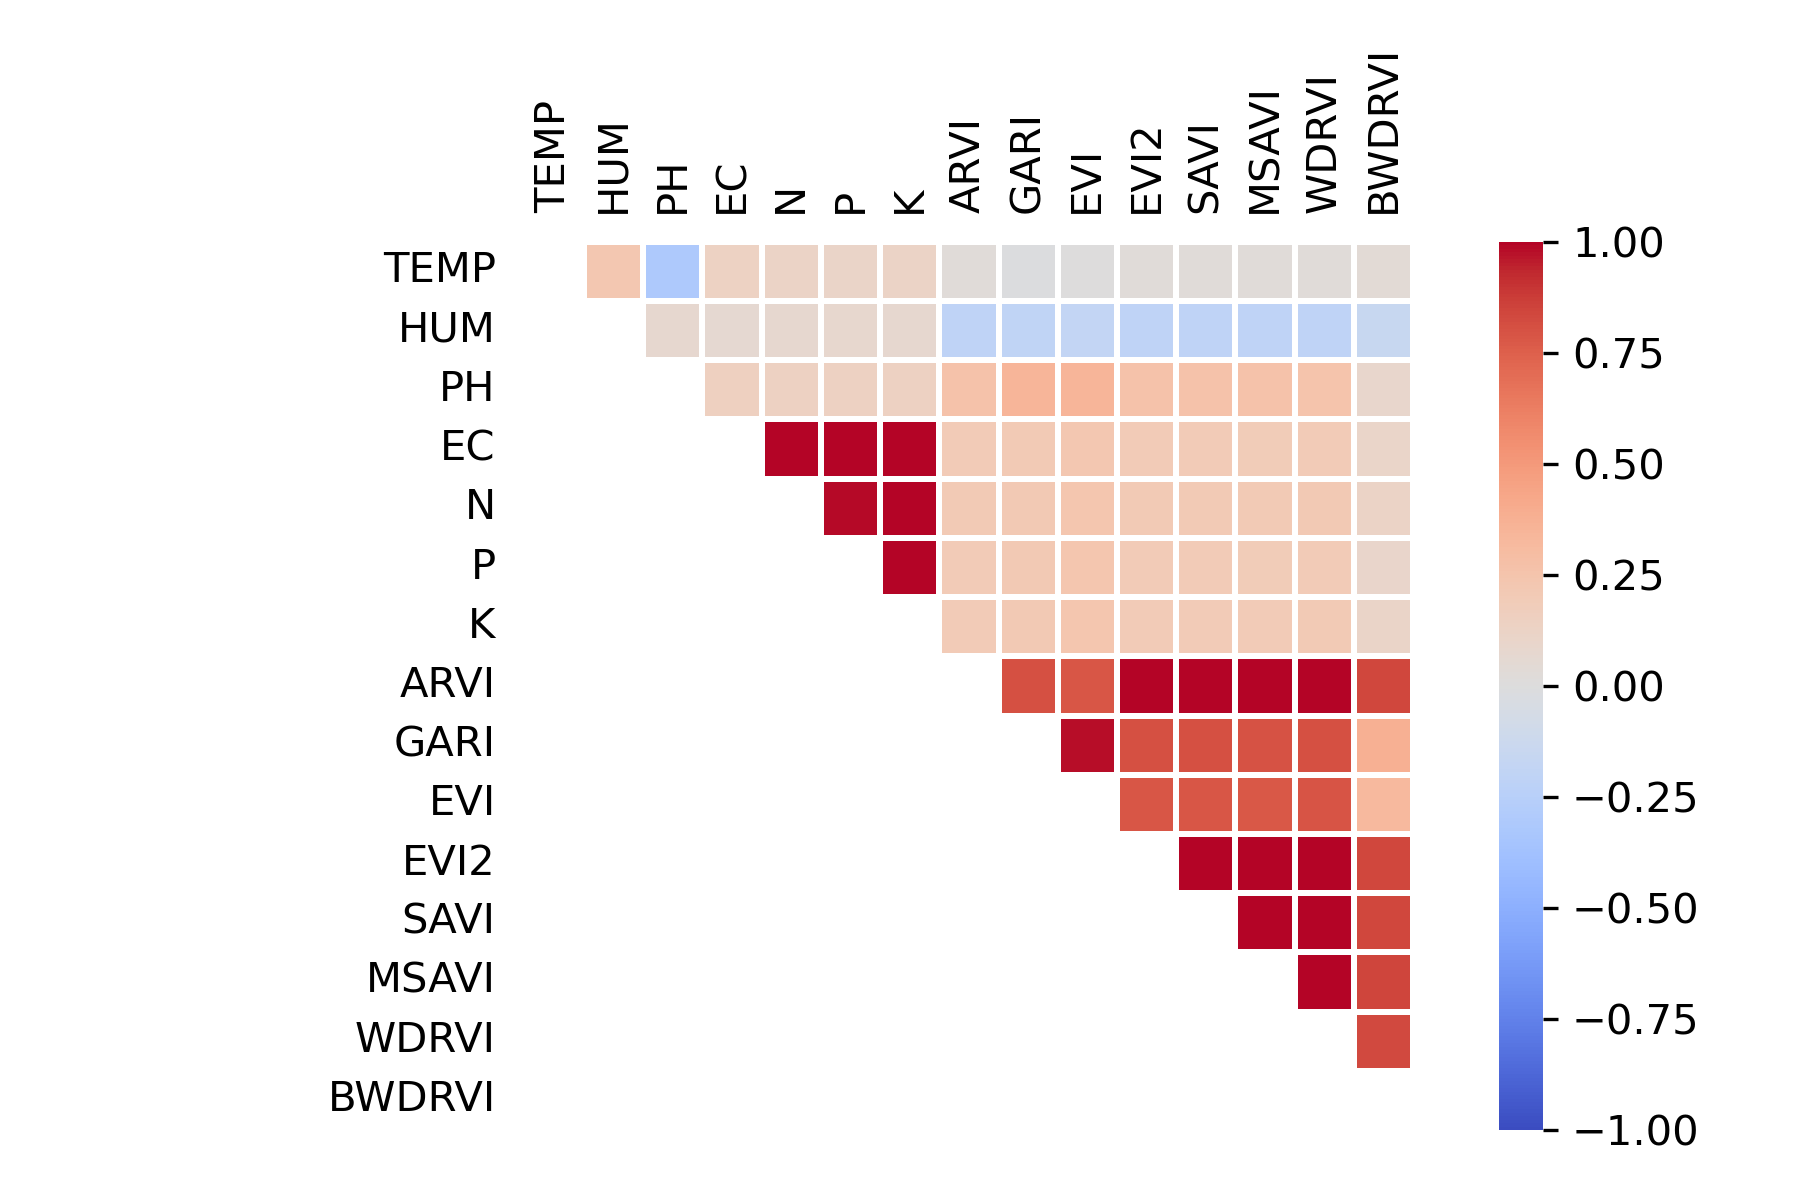 TEMP
HUM
PH
EC
N
P
K
ARVI
GARI
EVI
EVI2
SAVI
MSAVI
WDRVI
BWDRVI
TEMP
HUM
PH
EC
N
P
K
ARVI
GARI
EVI
EVI2
SAVI
MSAVI
WDRVI
BWDRVI
1.00
0.75
0.50
0.25
0.00
−0.25
−0.50
−0.75
−1.00